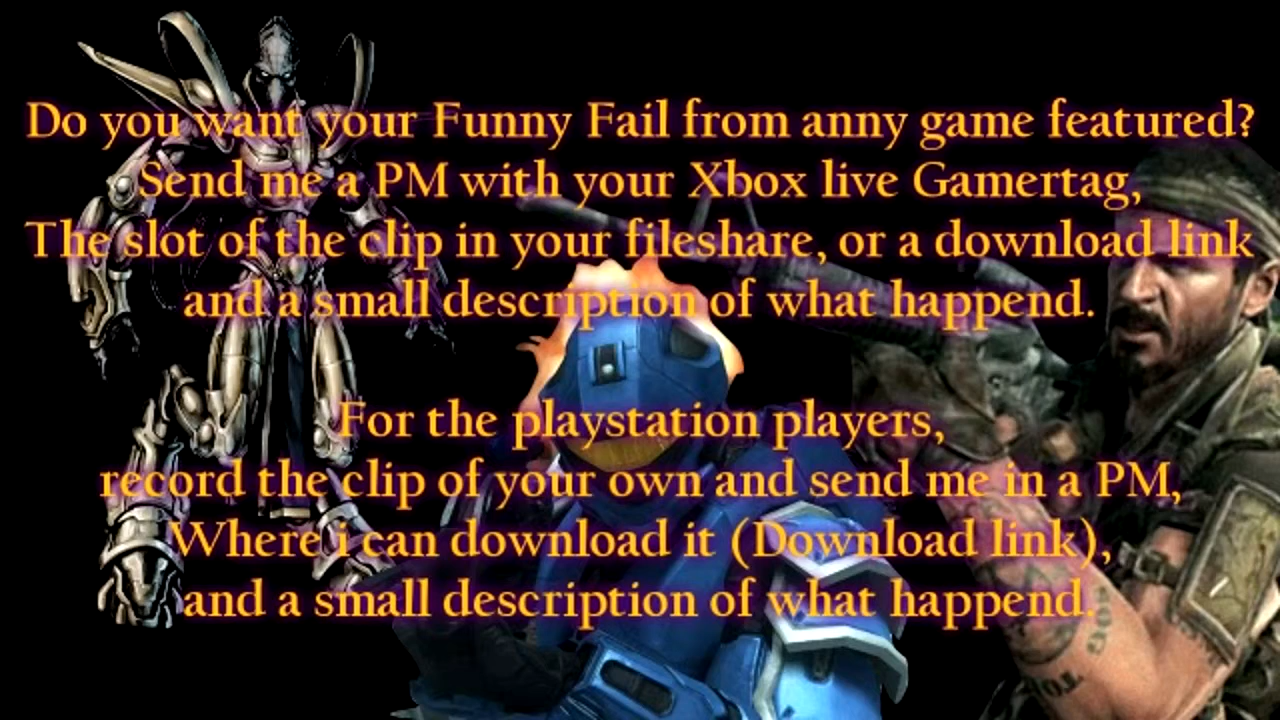 Do you want your Funny Fail from anny game featured?
Send me a PM with your Xbox live Gamertag,
The slot of the clip in your fileshare, or a download link
and a small description of what happend.
For the playstation players,
record the clip of your own and send me in a PM,
Where i can download it (Download link),
and a small description of what happend.